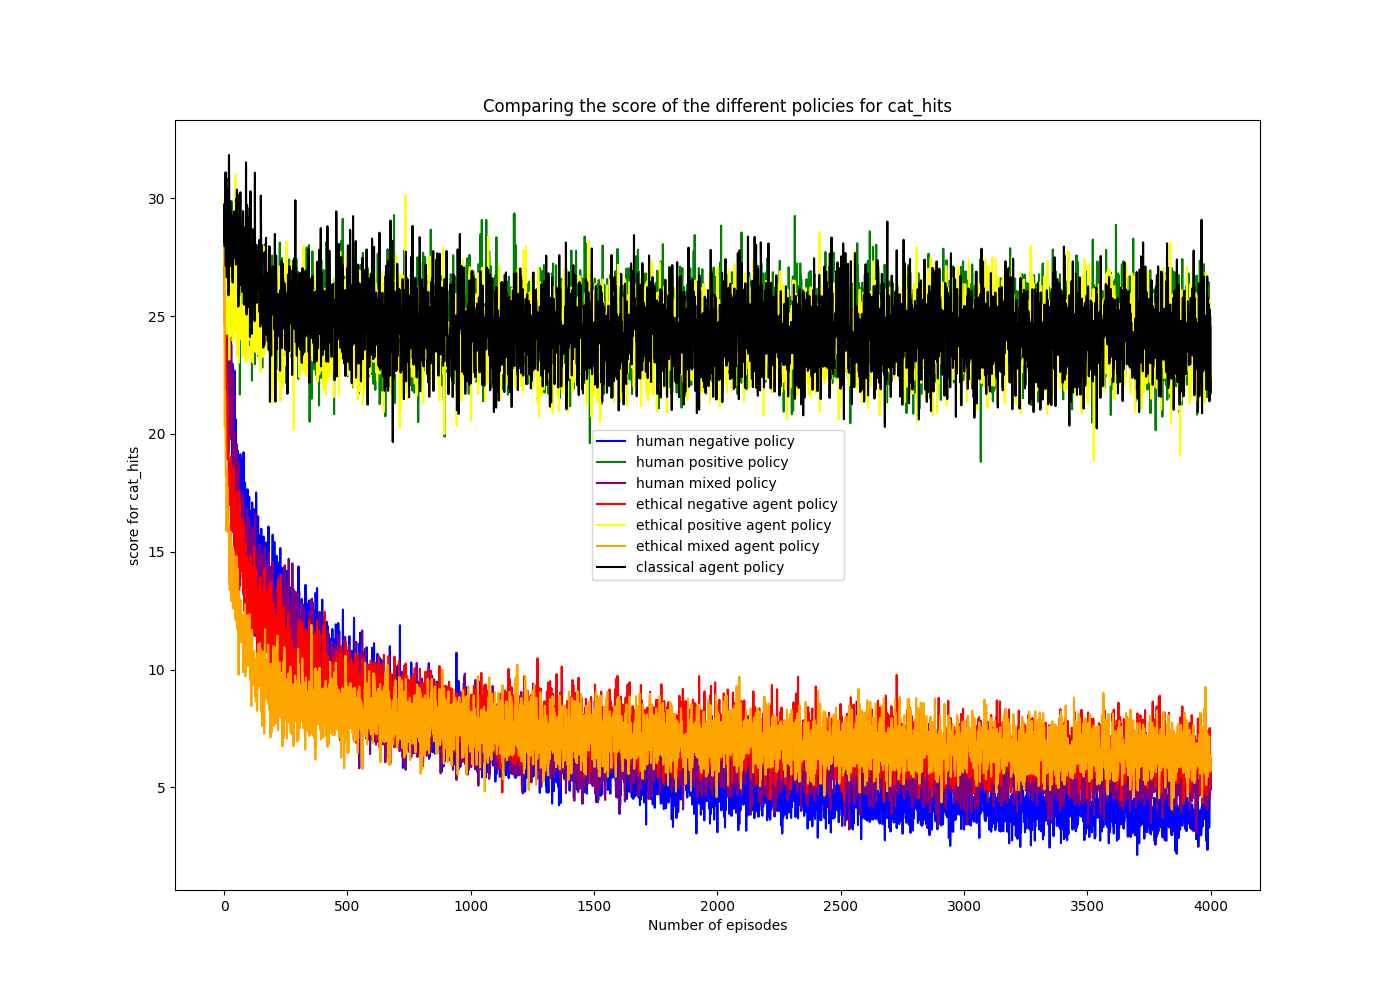 Comparing the score of the different policies for cat_hits
30
25
20
15
10
5
score for cat_hits
human negative policy
human positive policy
human mixed policy
ethical negative agent policy
ethical positive agent policy
ethical mixed agent policy
classical agent policy
0 500 1000 1500 2000 2500 3000 3500 4000
Number of episodes